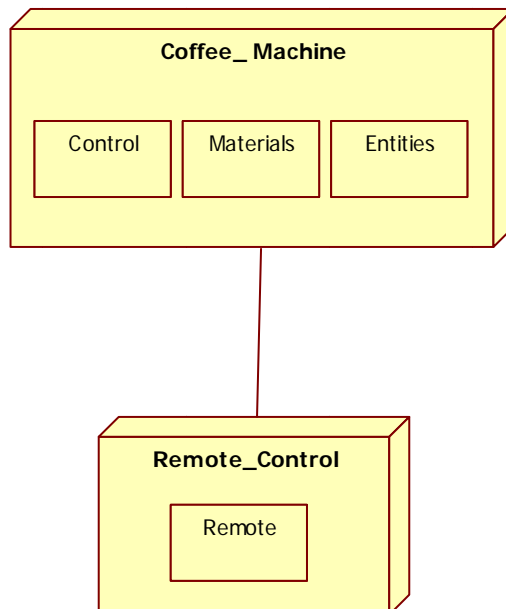 Coffee_ Machine
Control Materials Entities
Remote_Control
Remote